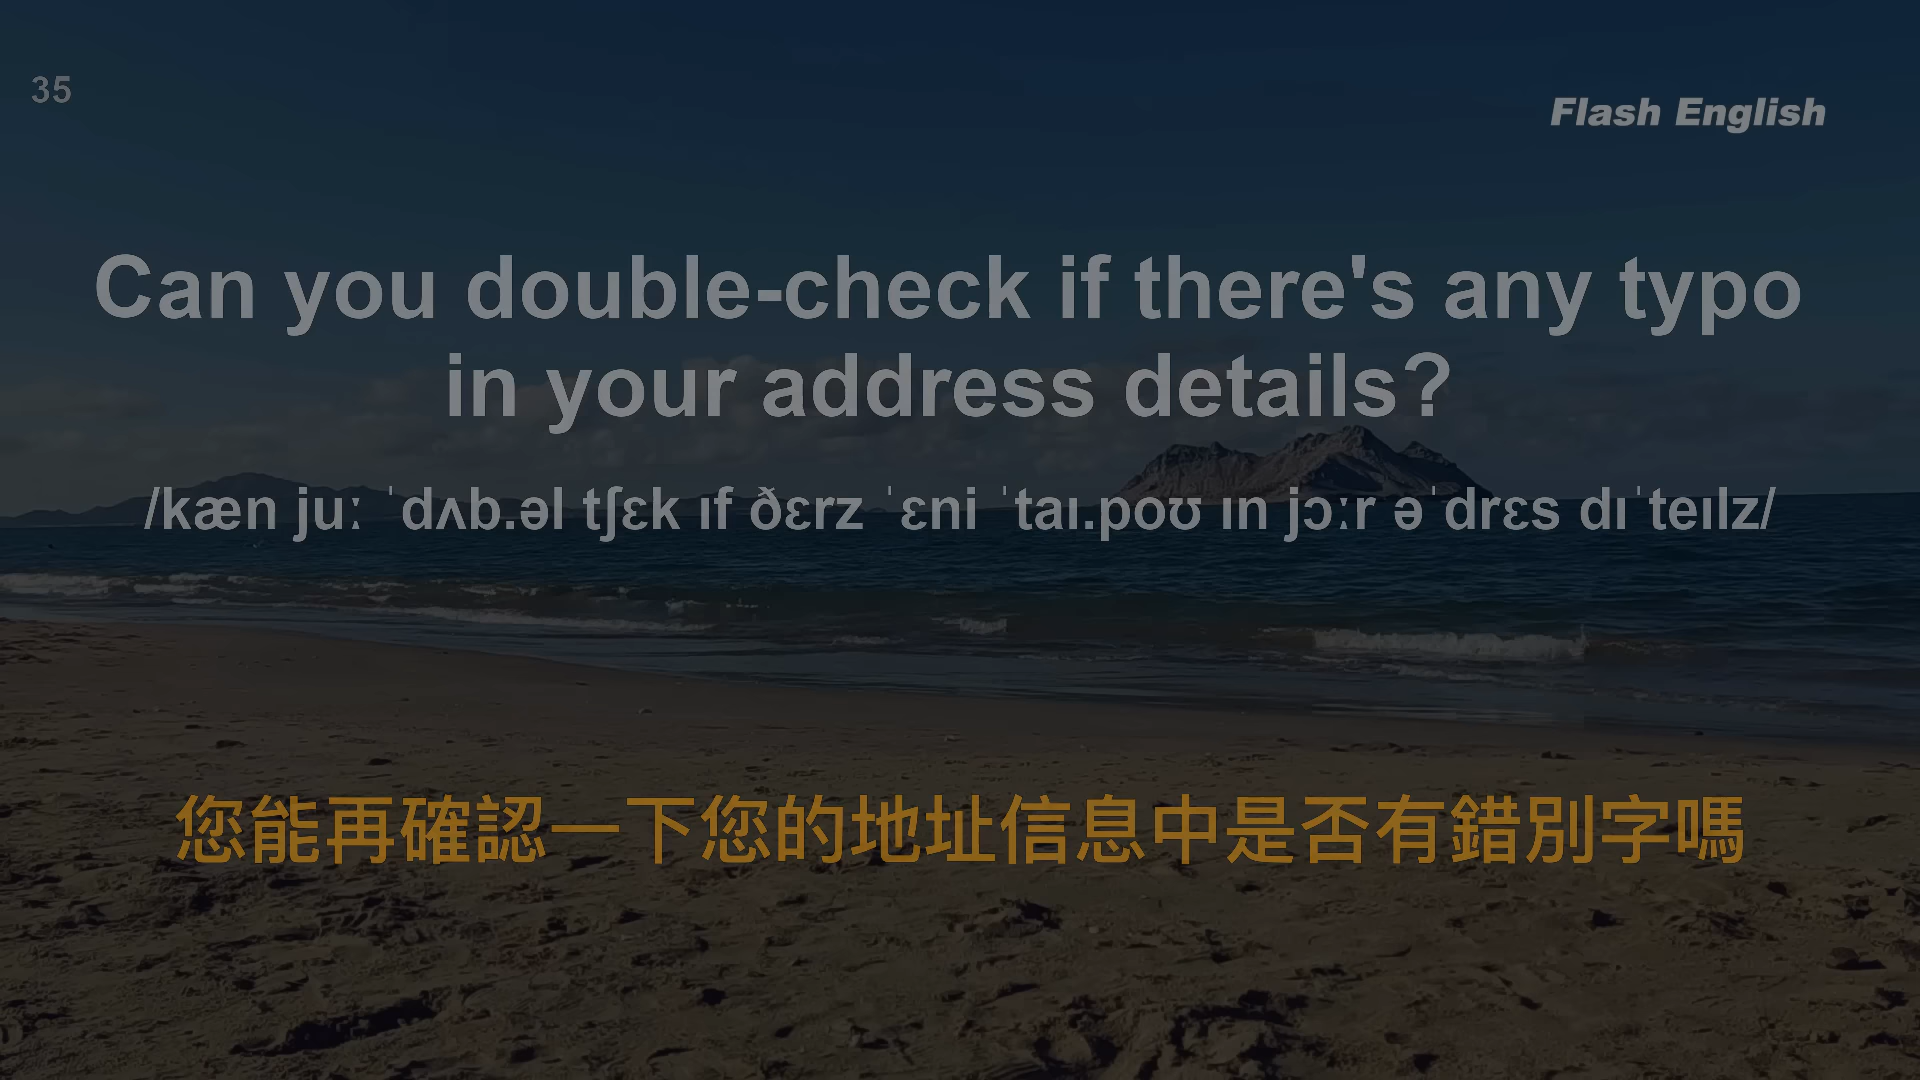 35
Flash English
Can you double-check if there's any typo
in your address details?
/kæn juː ˈdʌb.əl tʃɛk ɪf ðɛrz ˈɛni ˈtaɪ.poʊ ɪn jɔːr əˈdrɛs dɪˈteɪlz/
您能再確認一下您的地址信息中是否有錯別字嗎